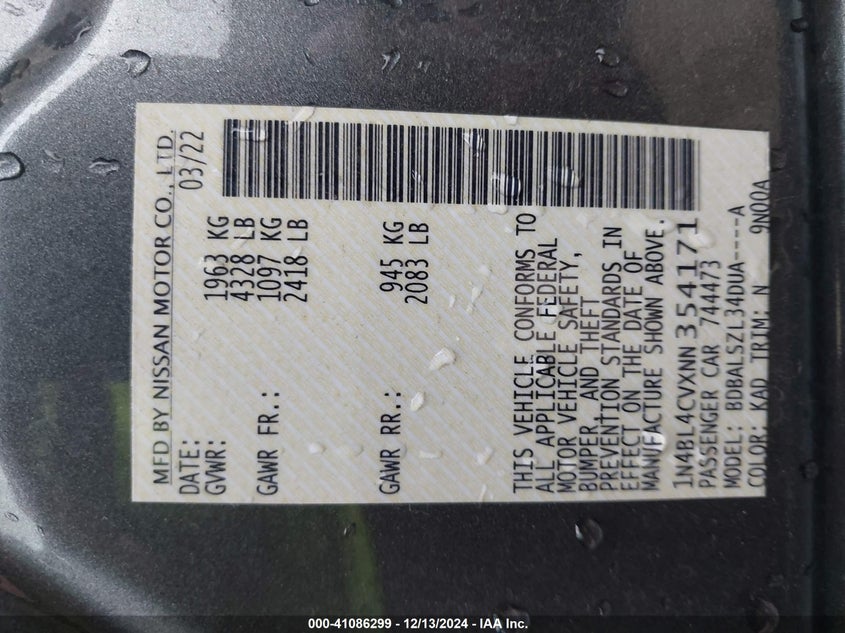 MFD BY NISSAN MOTOR CO., LTD.
DATE: 03/22
GVWR: 1963 KG
4328 LB
GAWR FR.: 1097 KG
2418 LB
GAWR RR.: 945 KG
2083 LB
THIS VEHICLE CONFORMS TO
ALL APPLICABLE FEDERAL
MOTOR VEHICLE SAFETY,
BUMPER, AND THEFT
PREVENTION STANDARDS IN
EFFECT ON THE DATE OF
MANUFACTURE SHOWN ABOVE.
1N4BL4CVXNN354171
PASSENGER CAR 744473
MODEL: BDBALSZL34DUA----A
COLOR: KAD TRIM: N 9N00A
000-41086299 - 12/13/2024 - IAA Inc.